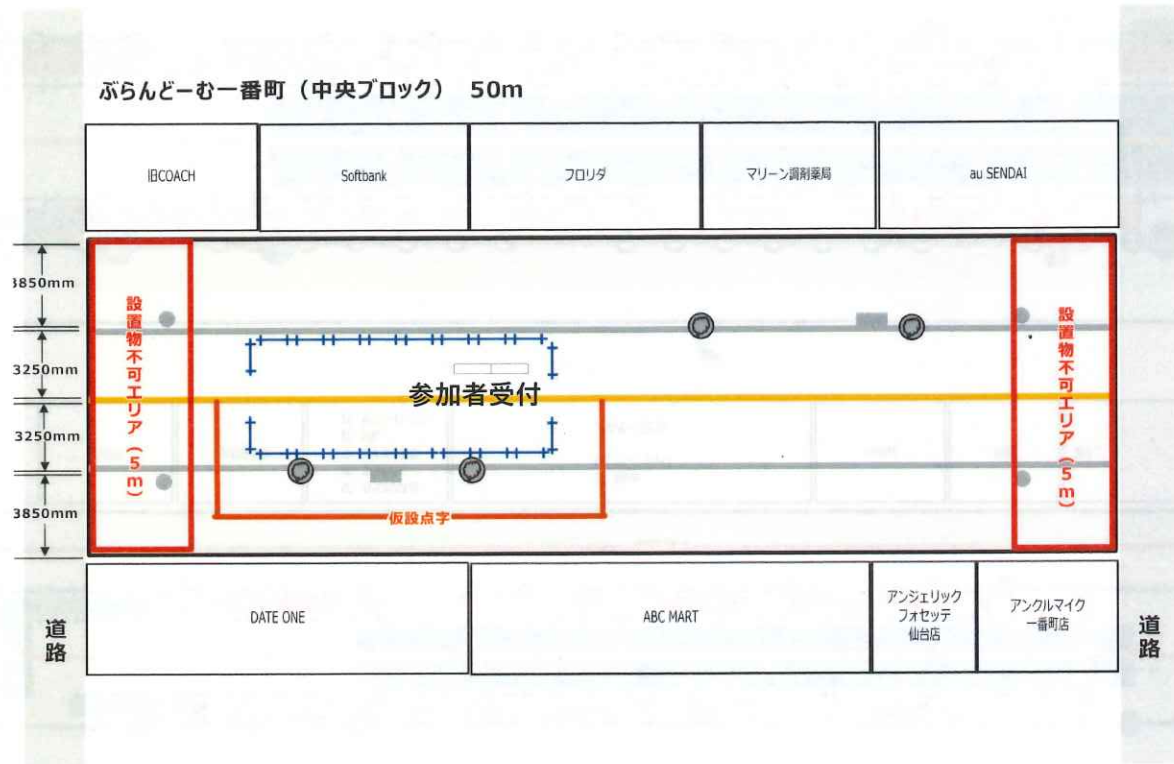 ぶらんどーむ一番町（中央ブロック） 50m
旧COACH
Softbank
フロリダ
マリーン調剤薬局
au SENDAI
3850mm
3250mm
3250mm
3850mm
設置物不可エリア（5m）
参加者受付
仮設点字
設置物不可エリア（5m）
DATE ONE
ABC MART
アンジェリック
フォセッテ
仙台店
アンクルマイク
一番町店
道路
道路